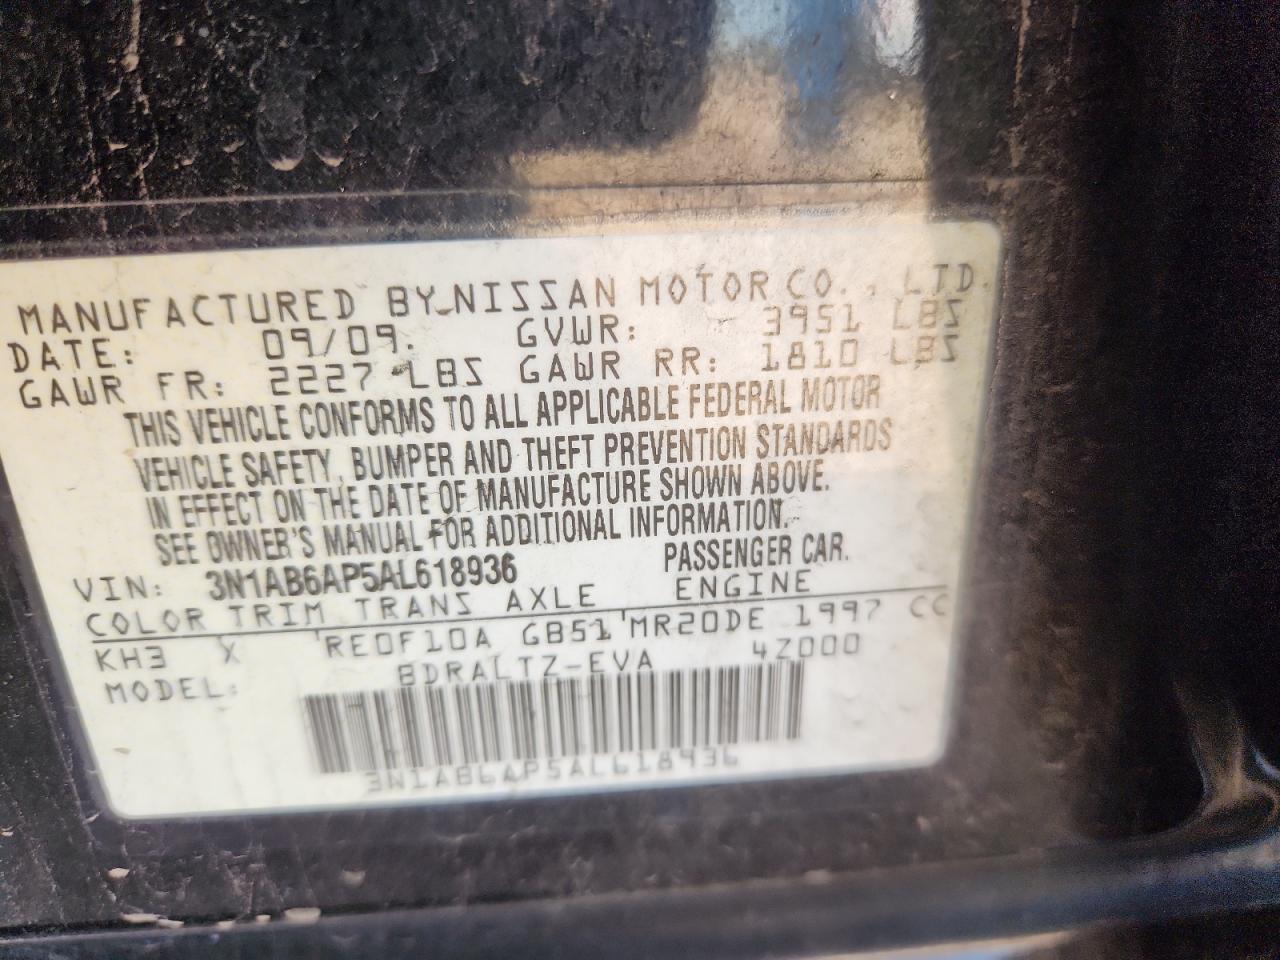 MANUFACTURED BY NISSAN MOTOR CO., LTD.
DATE: 09/09. GVWR: 3951 LBS
GAWR FR: 2227 LBS GAWR RR: 1810 LBS
THIS VEHICLE CONFORMS TO ALL APPLICABLE FEDERAL MOTOR
VEHICLE SAFETY, BUMPER AND THEFT PREVENTION STANDARDS
IN EFFECT ON THE DATE OF MANUFACTURE SHOWN ABOVE.
SEE OWNER'S MANUAL FOR ADDITIONAL INFORMATION.
VIN: 3N1AB6AP5AL618936 PASSENGER CAR.
COLOR TRIM TRANS AXLE ENGINE
KH3 X RE0F10A GB51 MR20DE 1997 CC
MODEL: BDRALTZ-EVA 4Z000
3N1AB6AP5AL618936